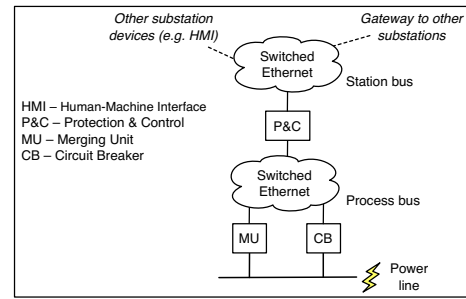 Other substation
devices (e.g. HMI)
Gateway to other
substations
Switched
Ethernet
Station bus
HMI – Human-Machine Interface
P&C – Protection & Control
MU – Merging Unit
CB – Circuit Breaker
P&C
Switched
Ethernet
Process bus
MU
CB
Power
line